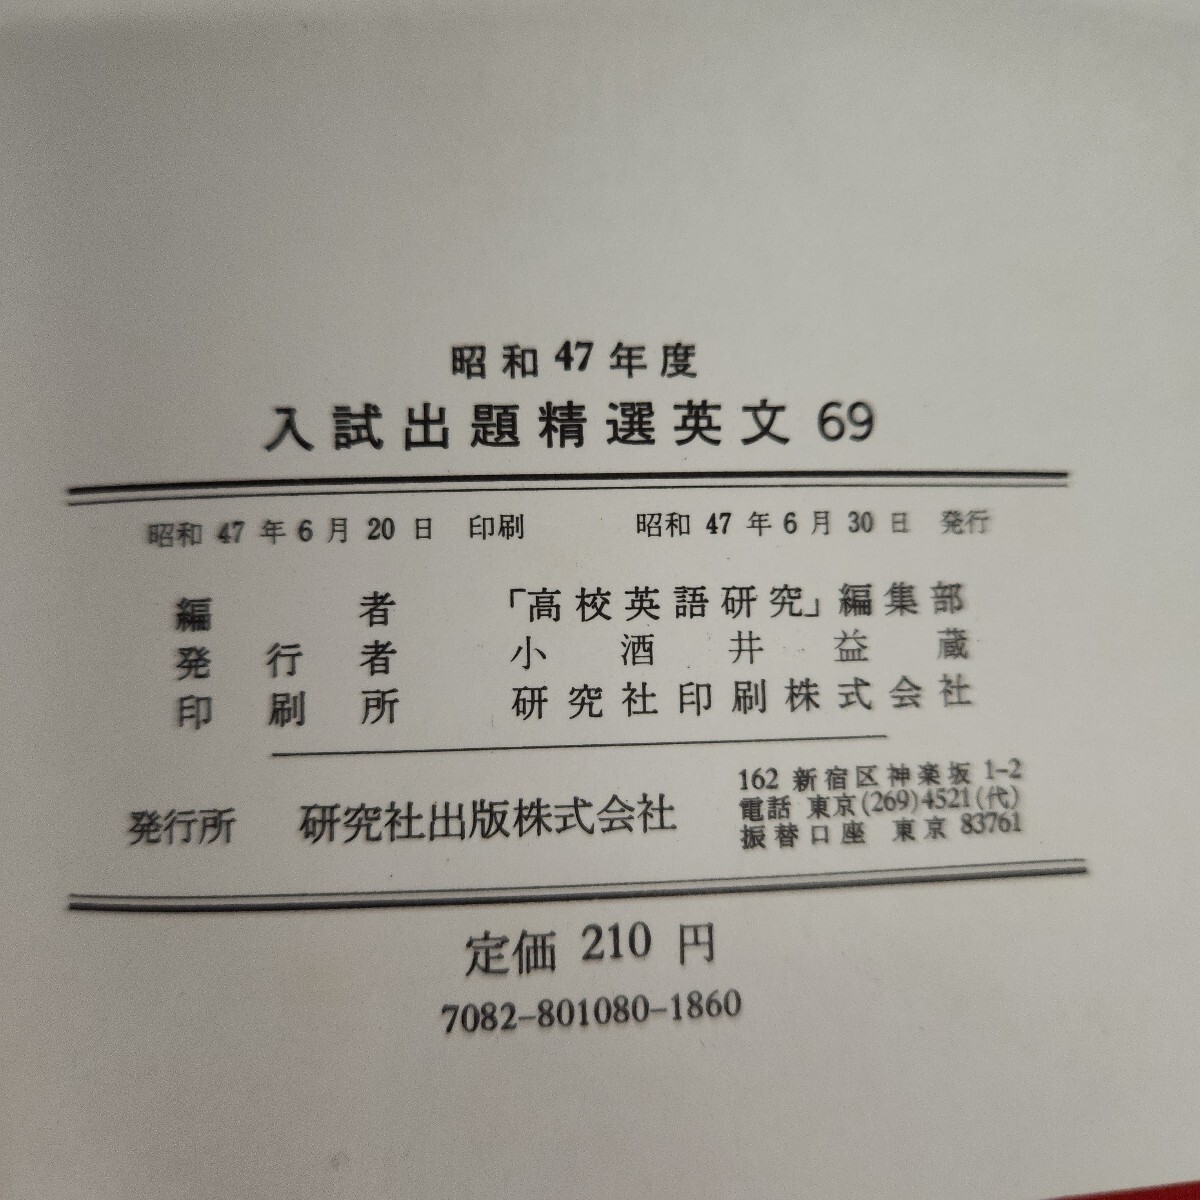 昭和 47 年度
入試出題精選英文 69
昭和 47 年 6 月 20 日 印刷 昭和 47 年 6 月 30 日 発行
編者 「高校英語研究」編集部
発行者 小酒井益蔵
印刷所 研究社印刷株式会社
発行所 研究社出版株式会社
162 新宿区神楽坂 1-2
電話 東京(269)4521(代)
振替口座 東京 83761
定価 210 円
7082-801080-1860